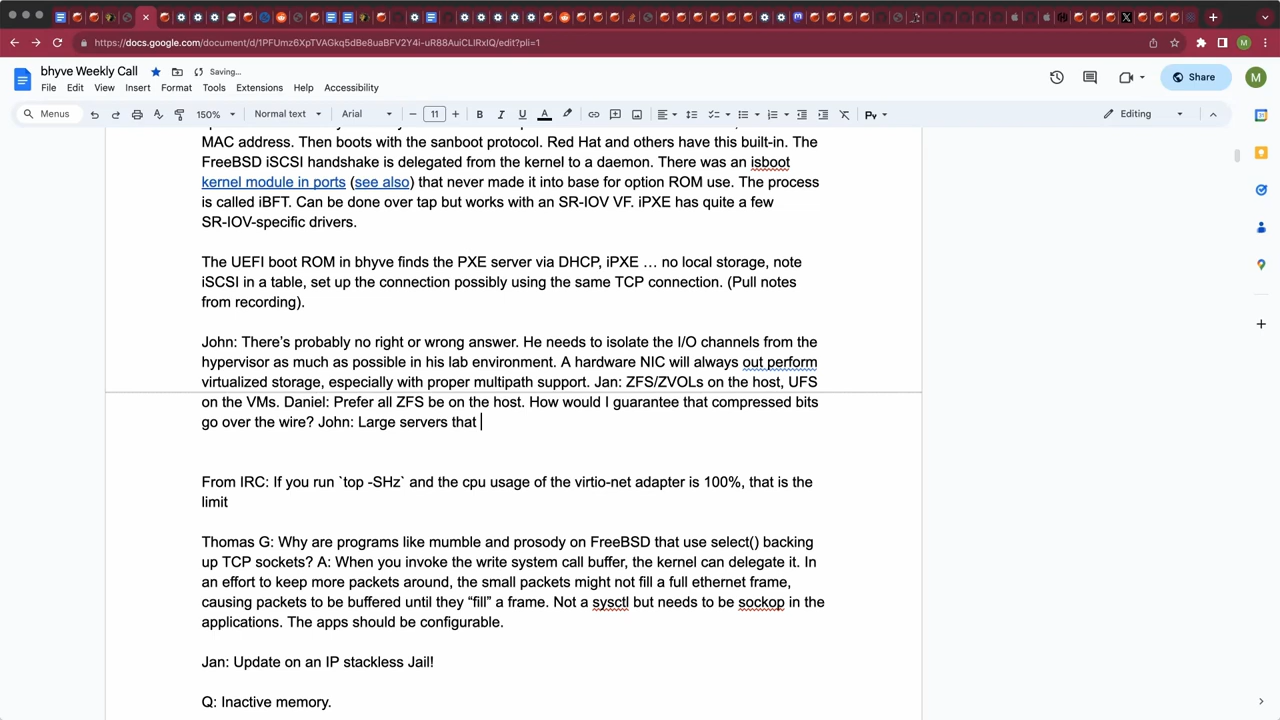 https://docs.google.com/document/d/1PFUmz6XpTVAGkq5dBe8uaBFV2Y4i-uR88AuiCLIRxIQ/edit?pli=1
M
bhyve Weekly Call
Saving...
File Edit View Insert Format Tools Extensions Help Accessibility
Share
M
Menus
150%
Normal text
Arial
11
B I U A
Editing
MAC address. Then boots with the sanboot protocol. Red Hat and others have this built-in. The
FreeBSD iSCSI handshake is delegated from the kernel to a daemon. There was an isboot
kernel module in ports (see also) that never made it into base for option ROM use. The process
is called iBFT. Can be done over tap but works with an SR-IOV VF. iPXE has quite a few
SR-IOV-specific drivers.
The UEFI boot ROM in bhyve finds the PXE server via DHCP, iPXE … no local storage, note
iSCSI in a table, set up the connection possibly using the same TCP connection. (Pull notes
from recording).
John: There’s probably no right or wrong answer. He needs to isolate the I/O channels from the
hypervisor as much as possible in his lab environment. A hardware NIC will always out perform
virtualized storage, especially with proper multipath support. Jan: ZFS/ZVOLs on the host, UFS
on the VMs. Daniel: Prefer all ZFS be on the host. How would I guarantee that compressed bits
go over the wire? John: Large servers that
From IRC: If you run `top -SHz` and the cpu usage of the virtio-net adapter is 100%, that is the
limit
Thomas G: Why are programs like mumble and prosody on FreeBSD that use select() backing
up TCP sockets? A: When you invoke the write system call buffer, the kernel can delegate it. In
an effort to keep more packets around, the small packets might not fill a full ethernet frame,
causing packets to be buffered until they “fill” a frame. Not a sysctl but needs to be sockop in the
applications. The apps should be configurable.
Jan: Update on an IP stackless Jail!
Q: Inactive memory.